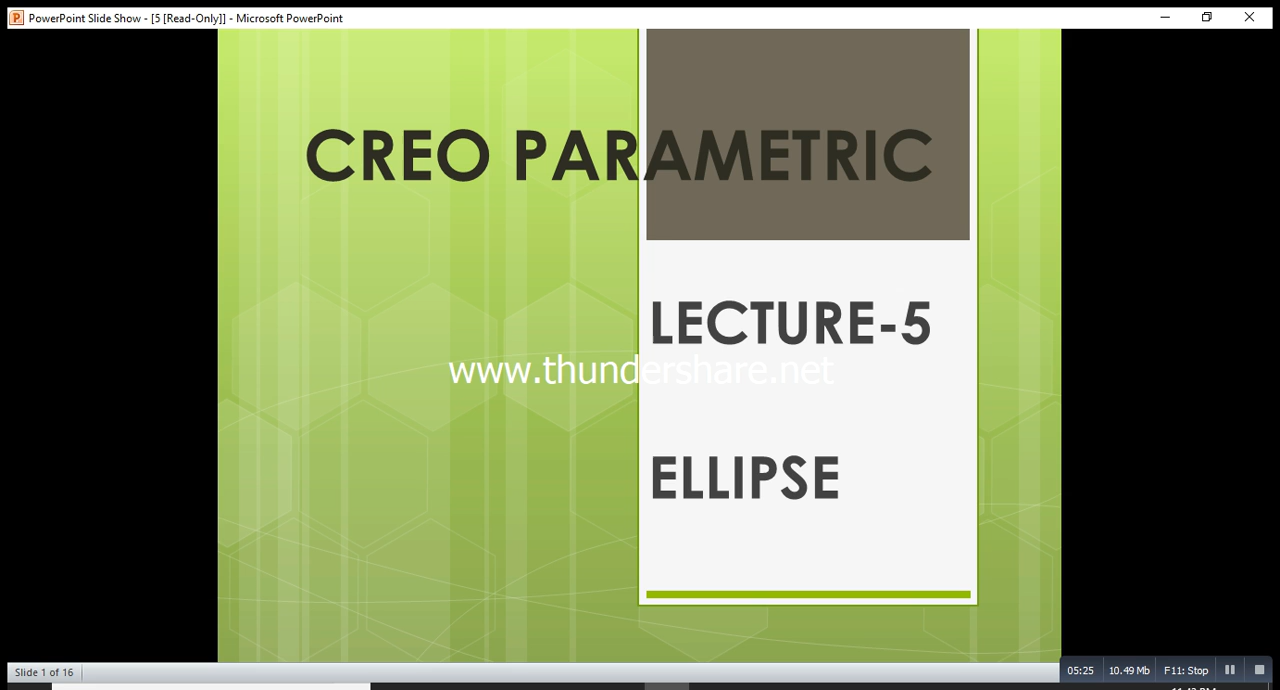 PowerPoint Slide Show - [5 [Read-Only]] - Microsoft PowerPoint
CREO PARAMETRIC
LECTURE-5
www.thundershare.net
ELLIPSE
Slide 1 of 16
05:25 10.49 Mb F11: Stop